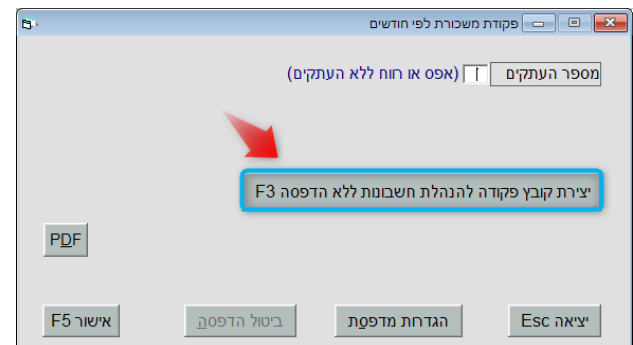 פקודת משכורת לפי חודשים
מספר העתקים (אפס או רווח ללא העתקים)
יצירת קובץ פקודה להנהלת חשבונות ללא הדפסה F3
PDF
יציאה Esc הגדרות מדפסת ביטול הדפסה אישור F5